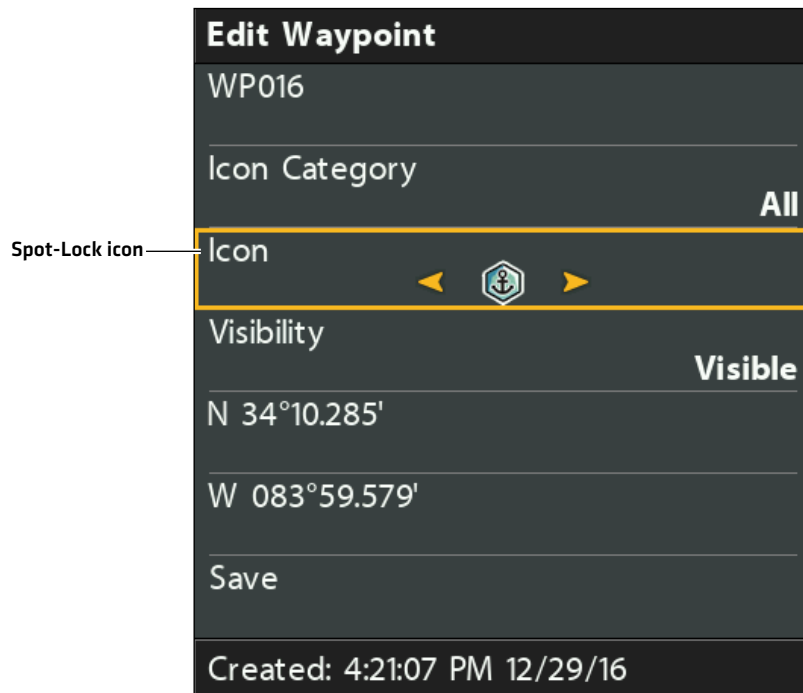 Edit Waypoint
WP016
Icon Category
All
Spot-Lock icon
Icon
Visibility
Visible
N 34°10.285'
W 083°59.579'
Save
Created: 4:21:07 PM 12/29/16